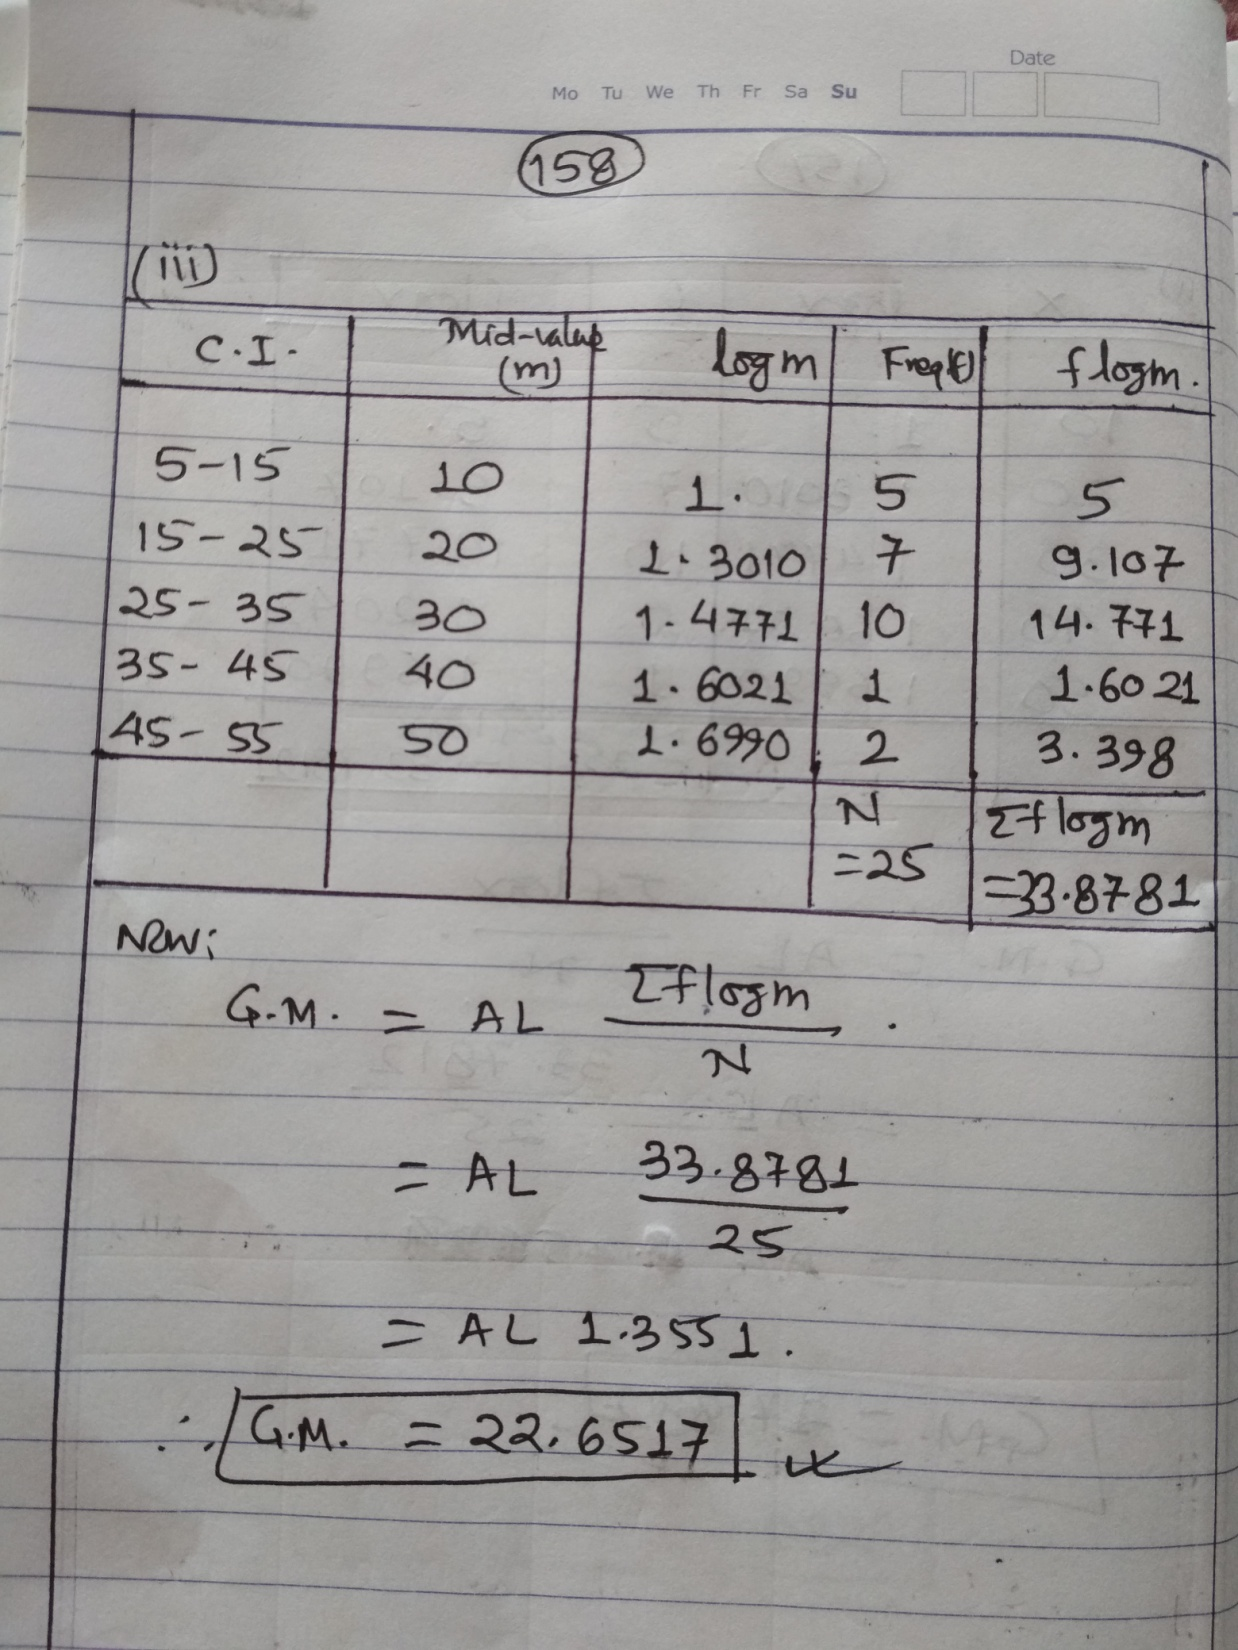 Date
Mo Tu We Th Fr Sa Su
158
(iii)
C.I. Mid-value (m) log m Freq(f) f log m.
5-15 10 1. 5 5
15-25 20 1.3010 7 9.107
25-35 30 1.4771 10 14.771
35-45 40 1.6021 1 1.6021
45-55 50 1.6990 2 3.398
N Σf log m
=25 =33.8781
Now;
G.M. = AL Σf log m / N.
= AL 33.8781 / 25
= AL 1.3551.
∴ G.M. = 22.6517